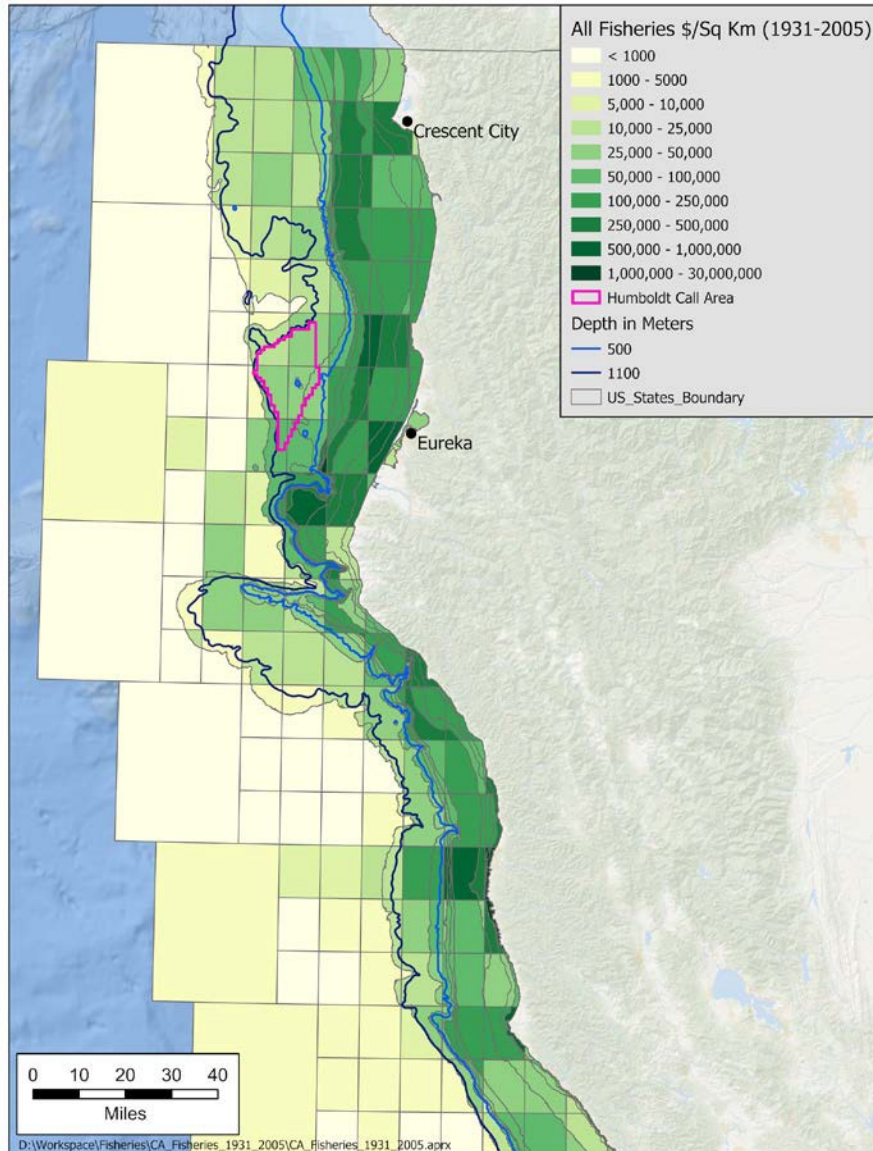 All Fisheries $/Sq Km (1931-2005)
< 1000
1000 - 5000
5,000 - 10,000
10,000 - 25,000
25,000 - 50,000
50,000 - 100,000
100,000 - 250,000
250,000 - 500,000
500,000 - 1,000,000
1,000,000 - 30,000,000
Humboldt Call Area
Depth in Meters
500
1100
US_States_Boundary
Crescent City
Eureka
0 10 20 30 40
Miles
D:\Workspace\Fisheries\CA_Fisheries_1931_2005\CA_Fisheries_1931_2005.aprx